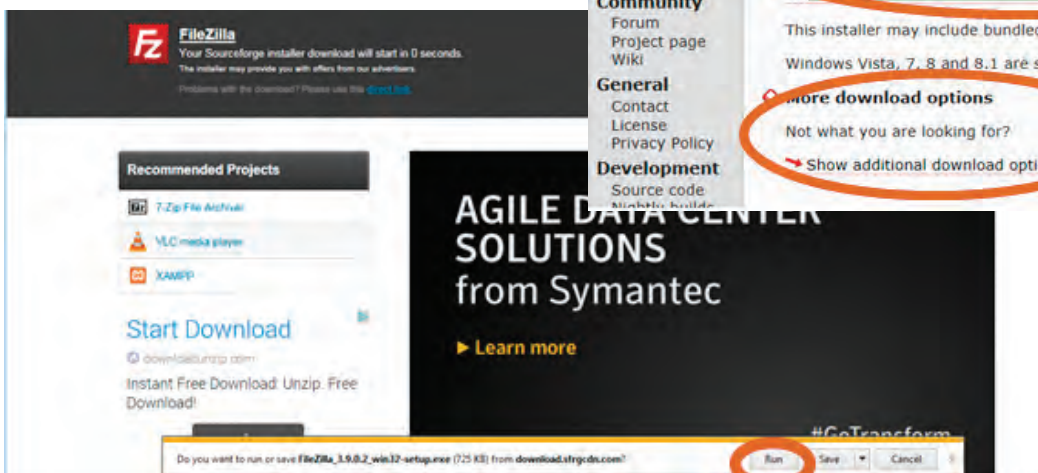 FileZilla
Your Sourceforge installer download will start in 0 seconds.
The installer may provide you with offers from our advertisers.
Problems with the download? Please use this direct link.
Recommended Projects
7-Zip File Archiver
VLC media player
XAMPP
Start Download
Instant Free Download. Unzip. Free
Download!
AGILE DATA CENTER
SOLUTIONS
from Symantec
Learn more
#GoTransform
Do you want to run or save FileZilla_3.9.0.2_win32-setup.exe (725 KB) from download.strgcdn.com?
Run
Save
Cancel
Community
Forum
Project page
Wiki
General
Contact
License
Privacy Policy
Development
Source code
Nightly builds
This installer may include bundled
Windows Vista, 7, 8 and 8.1 are
More download options
Not what you are looking for?
Show additional download